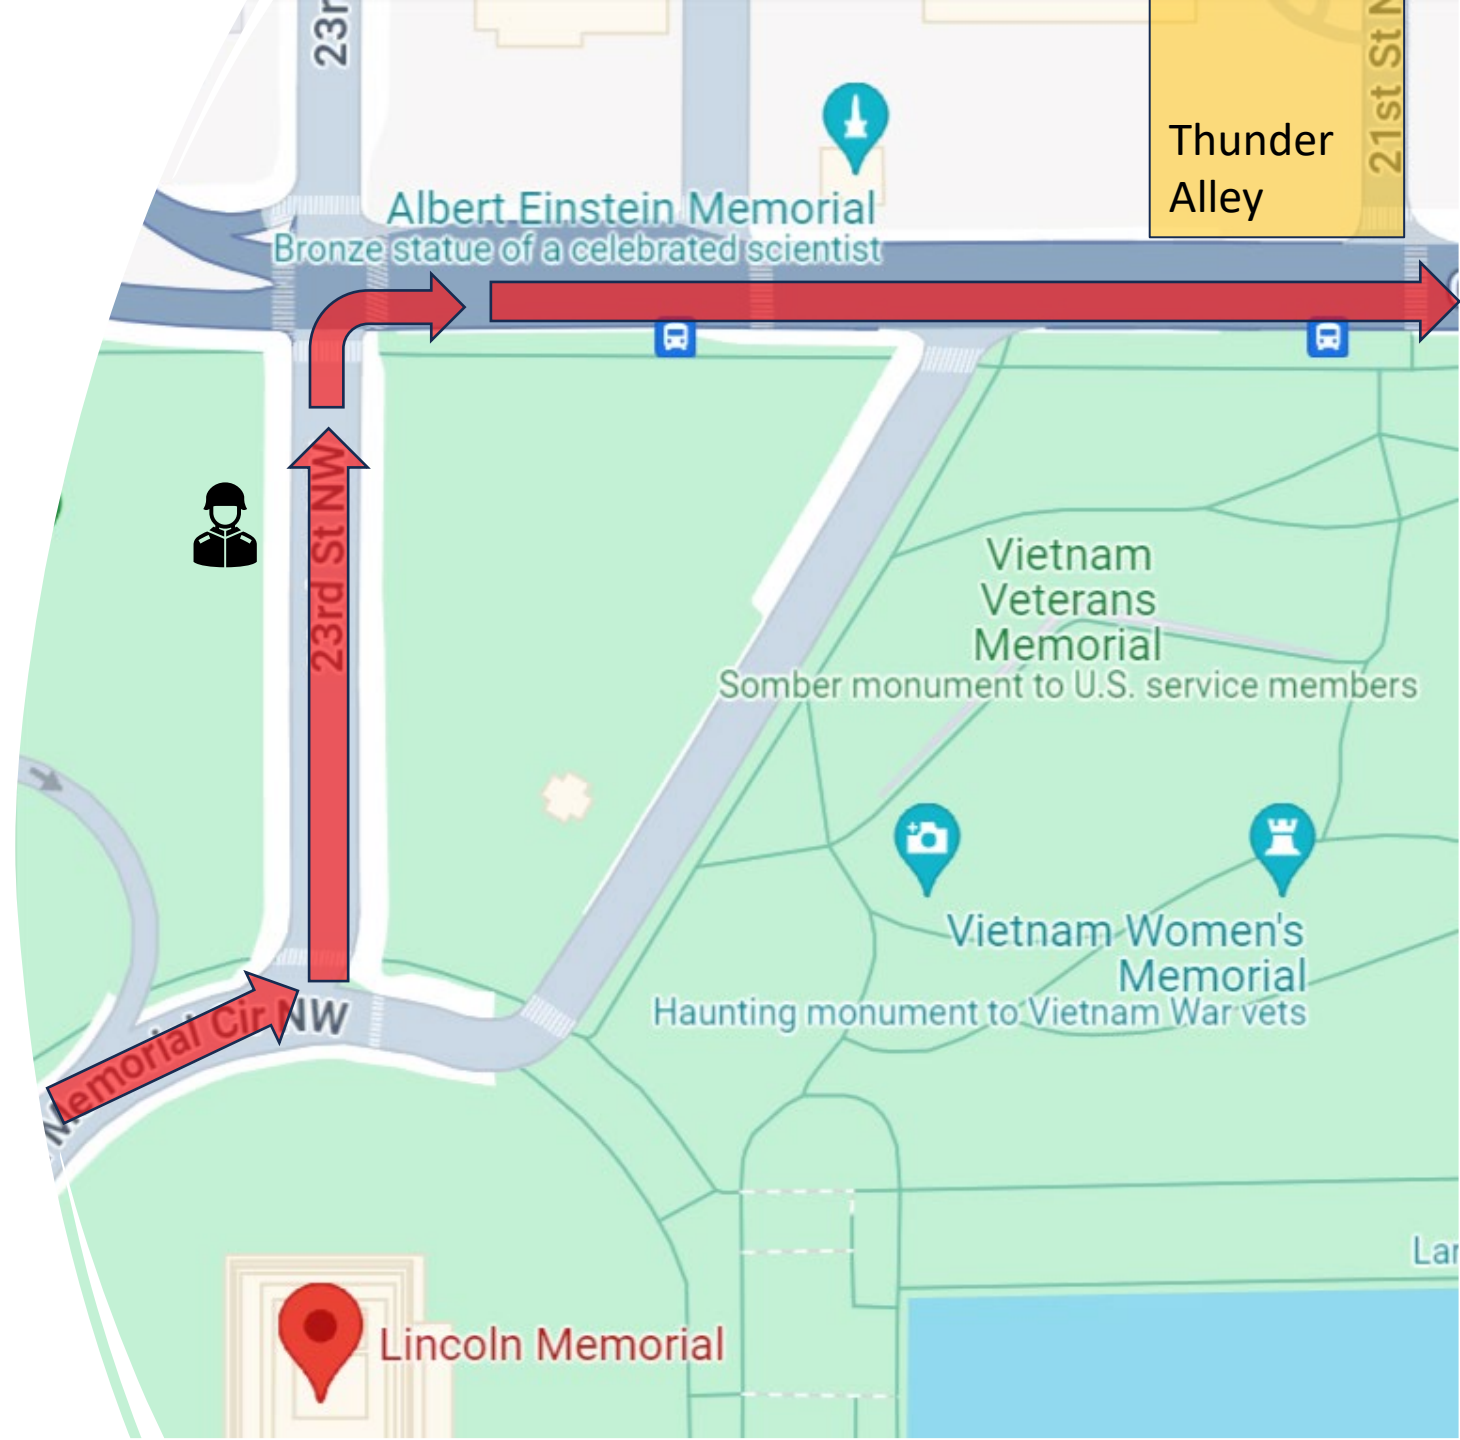 23r
21st St N
Thunder
Alley
Albert Einstein Memorial
Bronze statue of a celebrated scientist
23rd St NW
Vietnam
Veterans
Memorial
Somber monument to U.S. service members
Vietnam Women's
Memorial
Haunting monument to Vietnam War vets
Memorial Cir NW
Lar
Lincoln Memorial